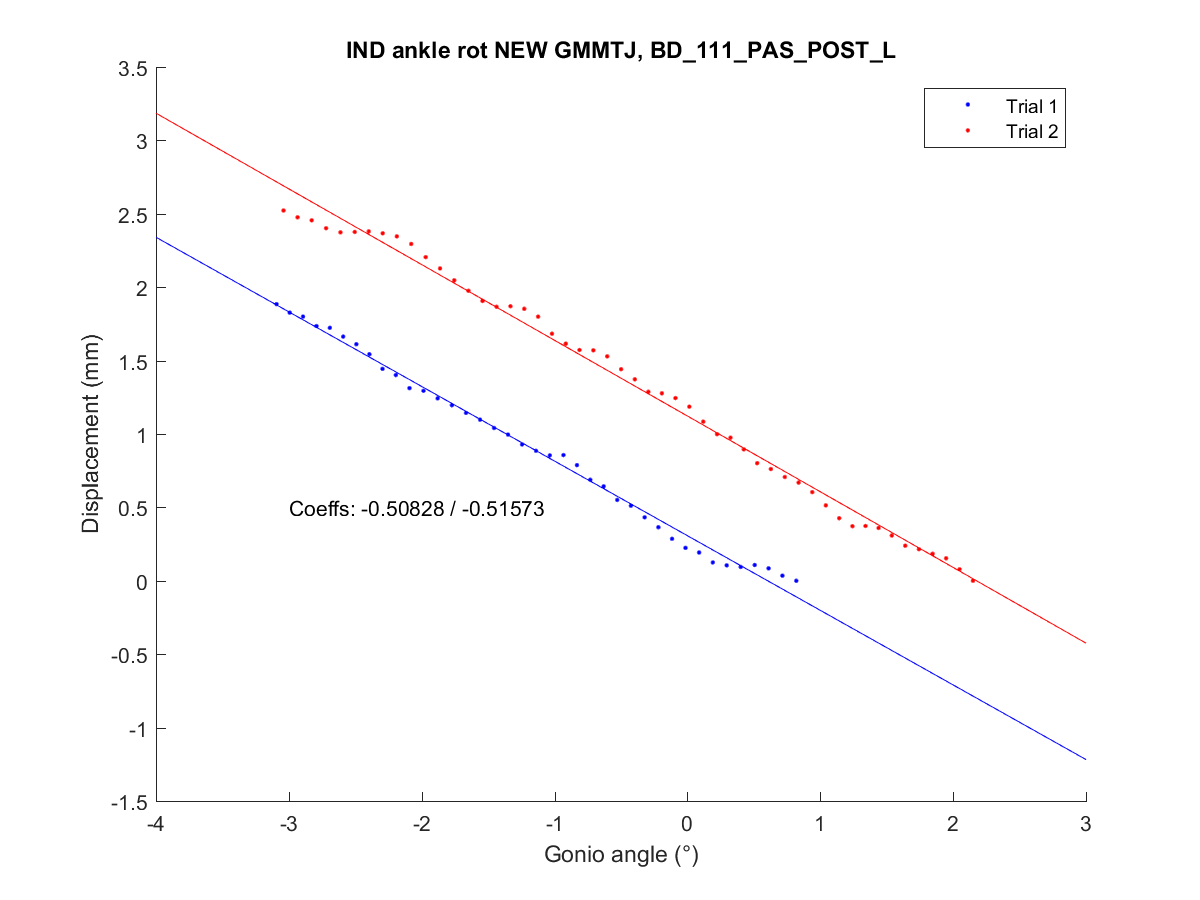 IND ankle rot NEW GMMTJ, BD_111_PAS_POST_L
Trial 1
Trial 2
3.5
3
2.5
2
1.5
1
0.5
0
-0.5
-1
-1.5
Displacement (mm)
Coeffs: -0.50828 / -0.51573
-4 -3 -2 -1 0 1 2 3
Gonio angle (°)